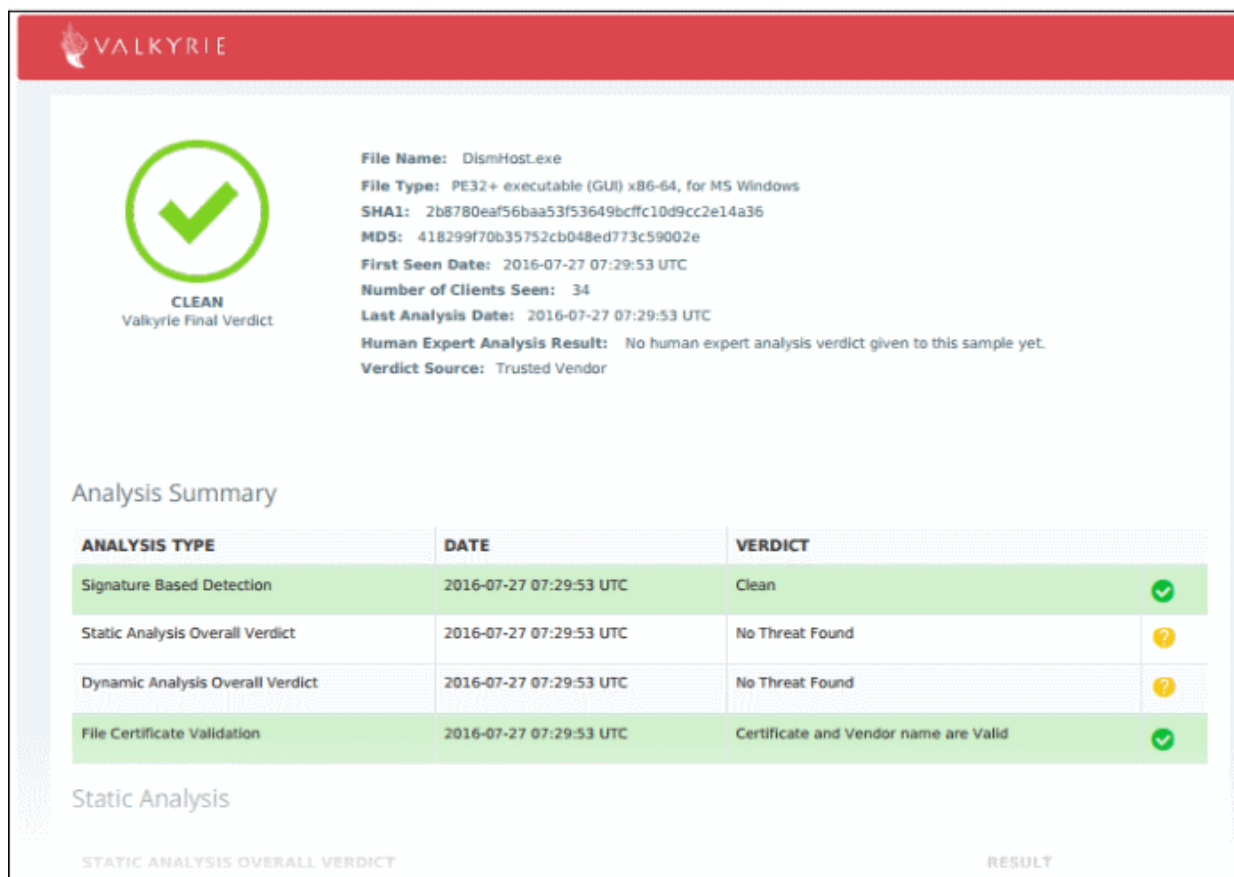 VALKYRIE
CLEAN
Valkyrie Final Verdict
File Name: DismHost.exe
File Type: PE32+ executable (GUI) x86-64, for MS Windows
SHA1: 2b8780eaf56baa53f53649bcffc10d9cc2e14a36
MD5: 418299f70b35752cb048ed773c59002e
First Seen Date: 2016-07-27 07:29:53 UTC
Number of Clients Seen: 34
Last Analysis Date: 2016-07-27 07:29:53 UTC
Human Expert Analysis Result: No human expert analysis verdict given to this sample yet.
Verdict Source: Trusted Vendor
Analysis Summary
ANALYSIS TYPE DATE VERDICT
Signature Based Detection 2016-07-27 07:29:53 UTC Clean
Static Analysis Overall Verdict 2016-07-27 07:29:53 UTC No Threat Found ?
Dynamic Analysis Overall Verdict 2016-07-27 07:29:53 UTC No Threat Found ?
File Certificate Validation 2016-07-27 07:29:53 UTC Certificate and Vendor name are Valid
Static Analysis
STATIC ANALYSIS OVERALL VERDICT RESULT